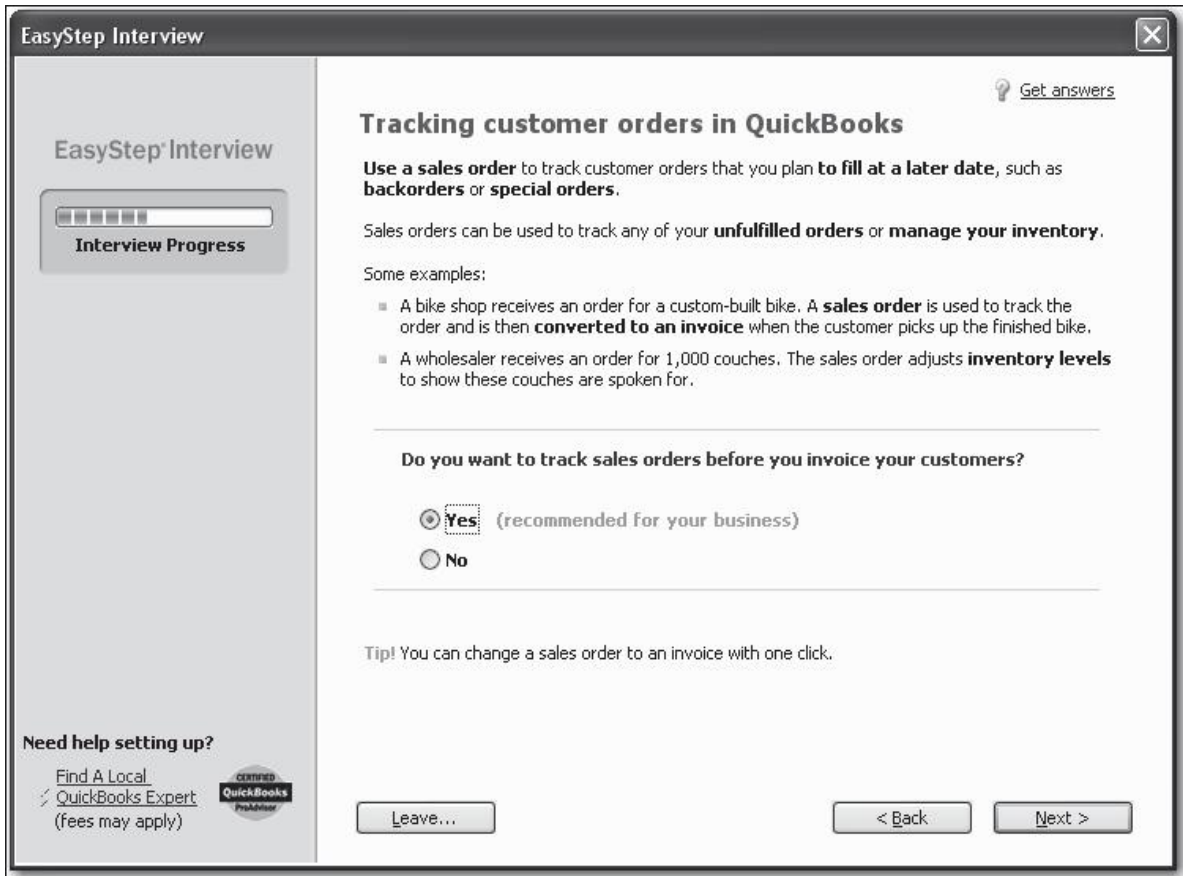 EasyStep Interview
EasyStep Interview
Interview Progress
Need help setting up?
Find A Local
QuickBooks Expert
(fees may apply)
CERTIFIED
QuickBooks
ProAdvisor
Get answers
Tracking customer orders in QuickBooks
Use a sales order to track customer orders that you plan to fill at a later date, such as
backorders or special orders.
Sales orders can be used to track any of your unfulfilled orders or manage your inventory.
Some examples:
A bike shop receives an order for a custom-built bike. A sales order is used to track the
order and is then converted to an invoice when the customer picks up the finished bike.
A wholesaler receives an order for 1,000 couches. The sales order adjusts inventory levels
to show these couches are spoken for.
Do you want to track sales orders before you invoice your customers?
Yes (recommended for your business)
No
Tip! You can change a sales order to an invoice with one click.
Leave...
< Back
Next >